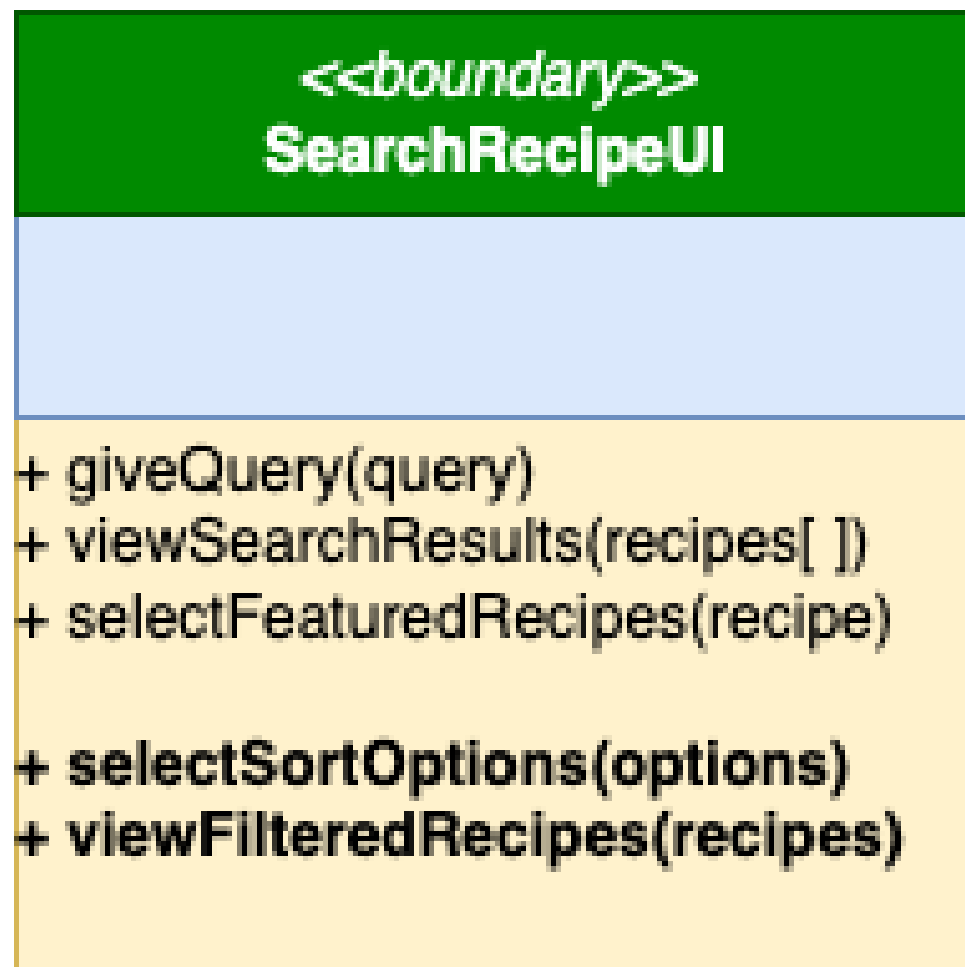 <<boundary>>
SearchRecipeUI
+ giveQuery(query)
+ viewSearchResults(recipes[ ])
+ selectFeaturedRecipes(recipe)
+ selectSortOptions(options)
+ viewFilteredRecipes(recipes)